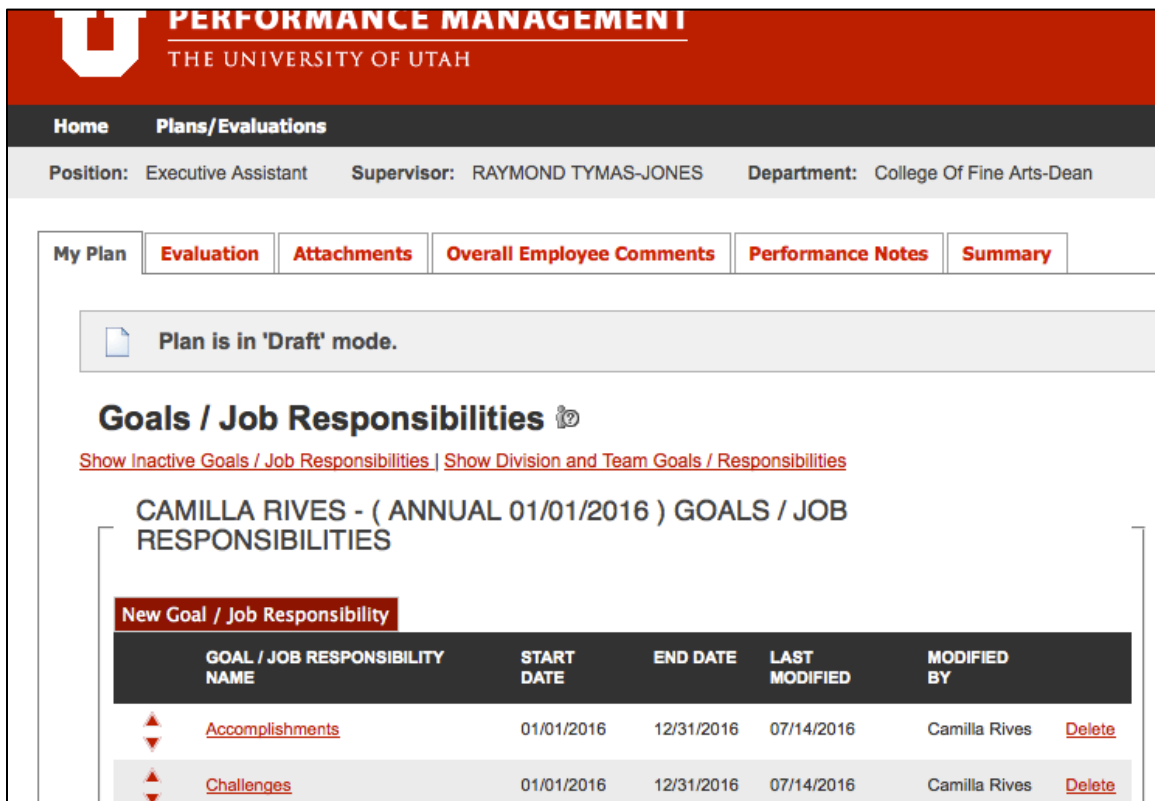 PERFORMANCE MANAGEMENT
THE UNIVERSITY OF UTAH
Home Plans/Evaluations
Position: Executive Assistant Supervisor: RAYMOND TYMAS-JONES Department: College Of Fine Arts-Dean
My Plan Evaluation Attachments Overall Employee Comments Performance Notes Summary
Plan is in 'Draft' mode.
Goals / Job Responsibilities
Show Inactive Goals / Job Responsibilities | Show Division and Team Goals / Responsibilities
CAMILLA RIVES - ( ANNUAL 01/01/2016 ) GOALS / JOB
RESPONSIBILITIES
New Goal / Job Responsibility
GOAL / JOB RESPONSIBILITY NAME START DATE END DATE LAST MODIFIED MODIFIED BY
Accomplishments 01/01/2016 12/31/2016 07/14/2016 Camilla Rives Delete
Challenges 01/01/2016 12/31/2016 07/14/2016 Camilla Rives Delete